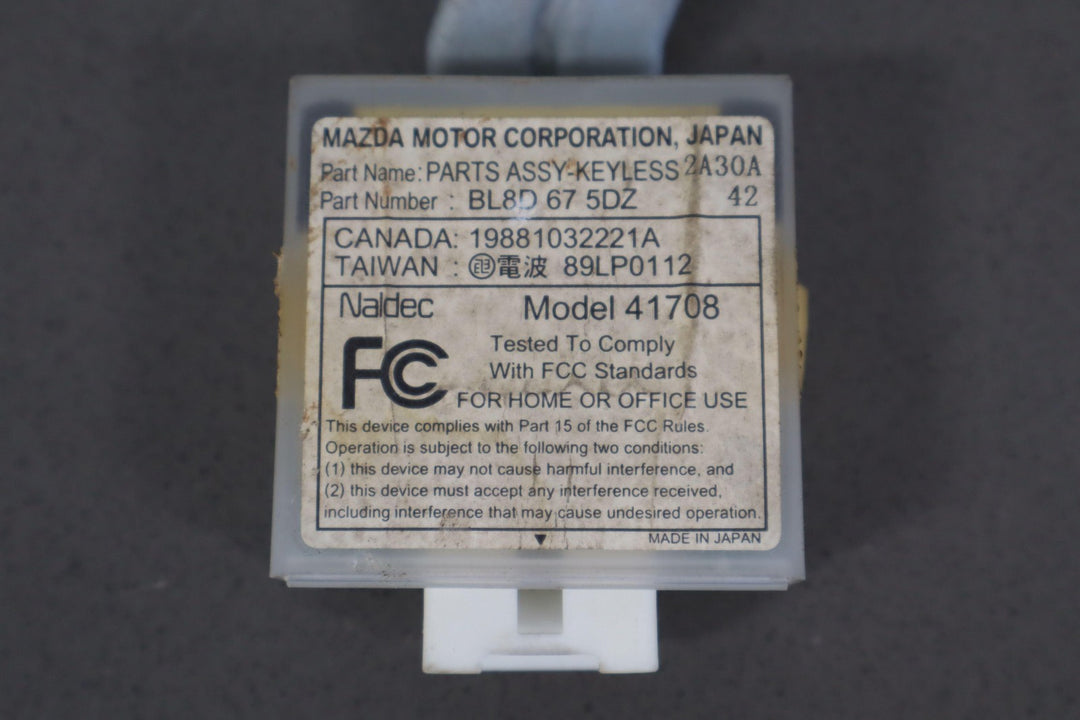 MAZDA MOTOR CORPORATION, JAPAN
Part Name: PARTS ASSY-KEYLESS 2A30A
Part Number : BL8D 67 5DZ 42
CANADA: 19881032221A
TAIWAN : 電波 89LP0112
Naldec Model 41708
FC Tested To Comply
With FCC Standards
FOR HOME OR OFFICE USE
This device complies with Part 15 of the FCC Rules.
Operation is subject to the following two conditions:
(1) this device may not cause harmful interference, and
(2) this device must accept any interference received,
including interference that may cause undesired operation.
MADE IN JAPAN